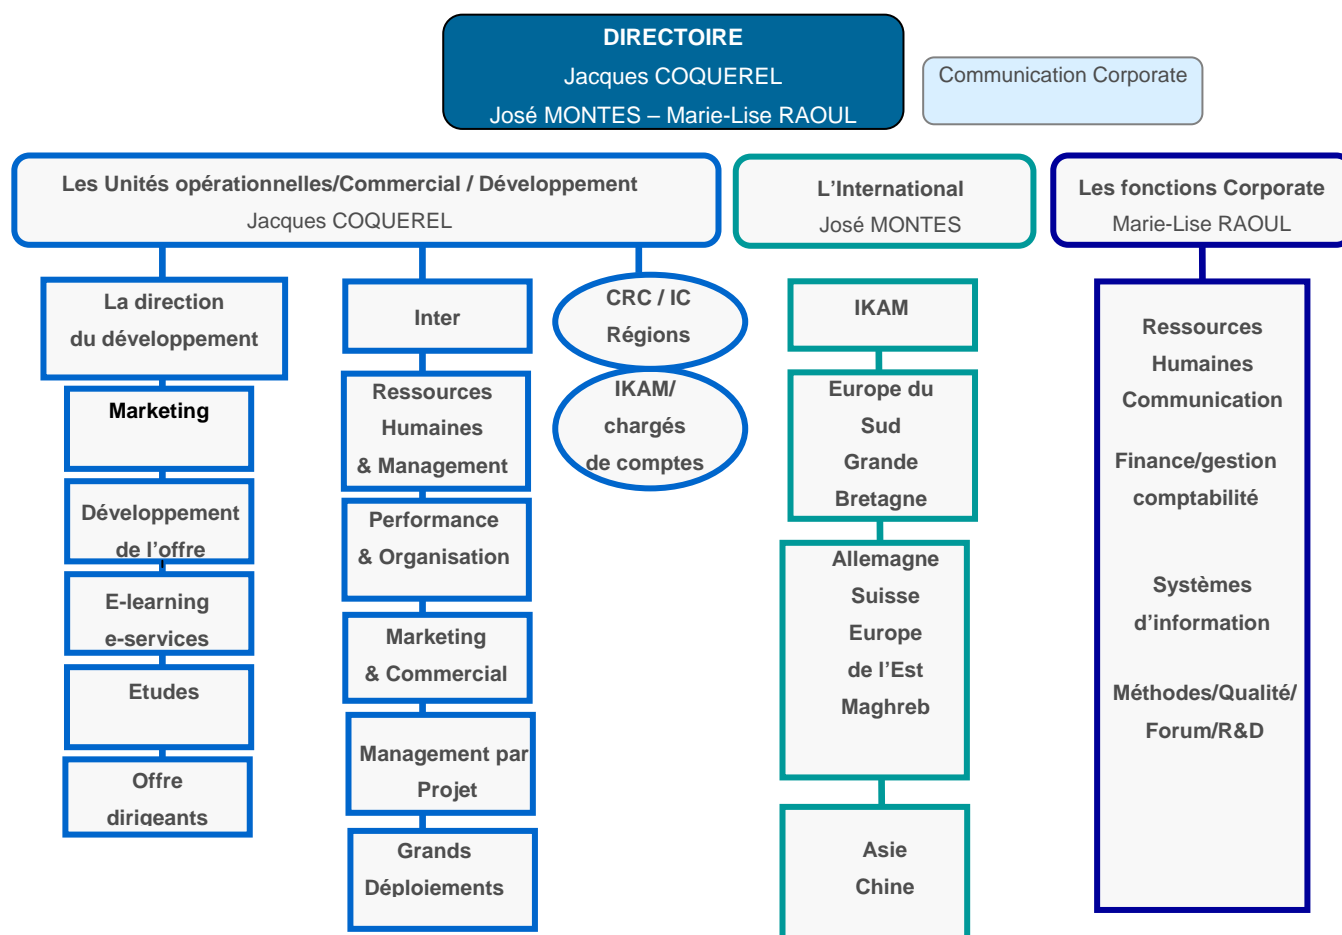 DIRECTOIRE
Jacques COQUEREL
José MONTES – Marie-Lise RAOUL
Communication Corporate
Les Unités opérationnelles/Commercial / Développement
Jacques COQUEREL
L’International
José MONTES
Les fonctions Corporate
Marie-Lise RAOUL
La direction
du développement
Marketing
Développement
de l’offre
E-learning
e-services
Etudes
Offre
dirigeants
Inter
Ressources
Humaines
& Management
Performance
& Organisation
Marketing
& Commercial
Management par
Projet
Grands
Déploiements
CRC / IC
Régions
IKAM/
chargés
de comptes
IKAM
Europe du
Sud
Grande
Bretagne
Allemagne
Suisse
Europe
de l’Est
Maghreb
Asie
Chine
Ressources
Humaines
Communication
Finance/gestion
comptabilité
Systèmes
d’information
Méthodes/Qualité/
Forum/R&D